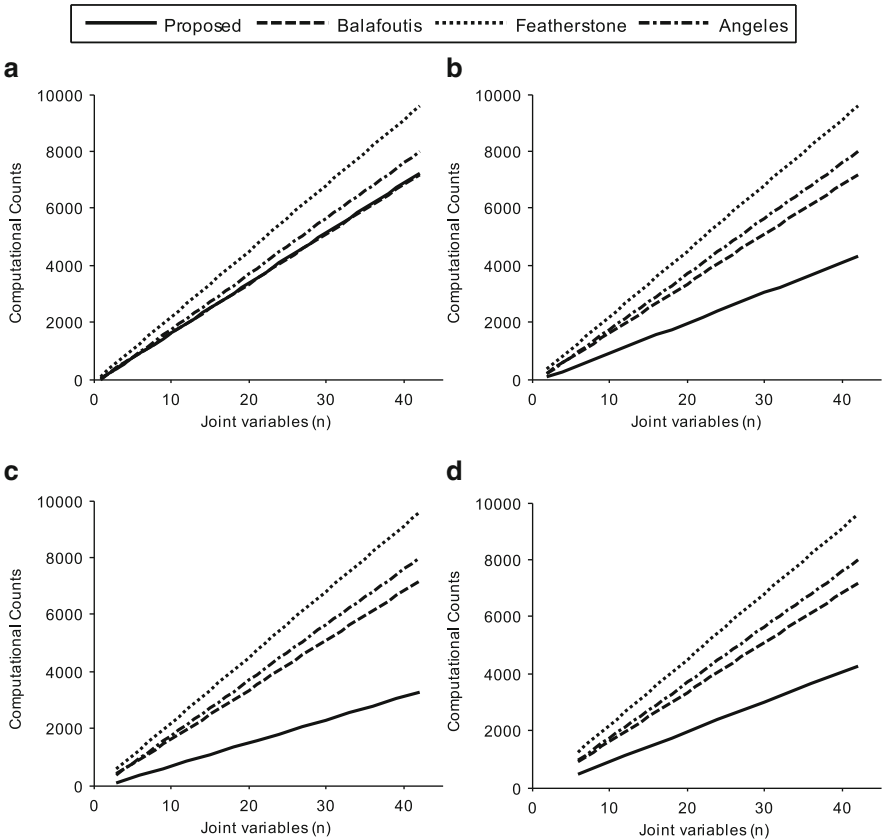 Proposed Balafoutis Featherstone Angeles
a
10000
8000
6000
4000
2000
0
0 10 20 30 40
Computational Counts
Joint variables (n)
b
10000
8000
6000
4000
2000
0
0 10 20 30 40
Computational Counts
Joint variables (n)
c
10000
8000
6000
4000
2000
0
0 10 20 30 40
Computational Counts
Joint variables (n)
d
10000
8000
6000
4000
2000
0
0 10 20 30 40
Computational Counts
Joint variables (n)